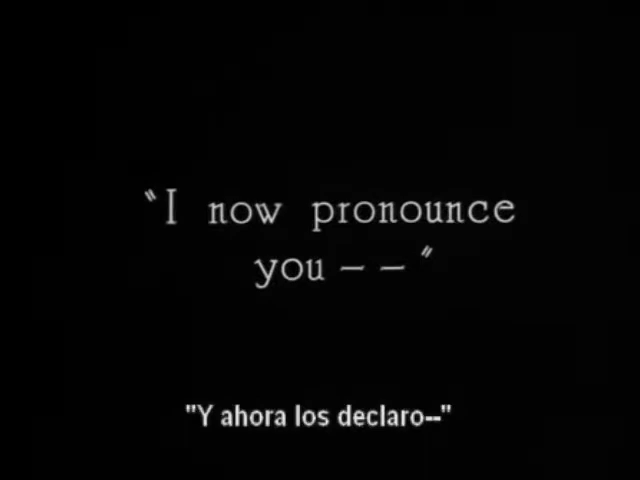 "I now pronounce
you — — "
"Y ahora los declaro--"